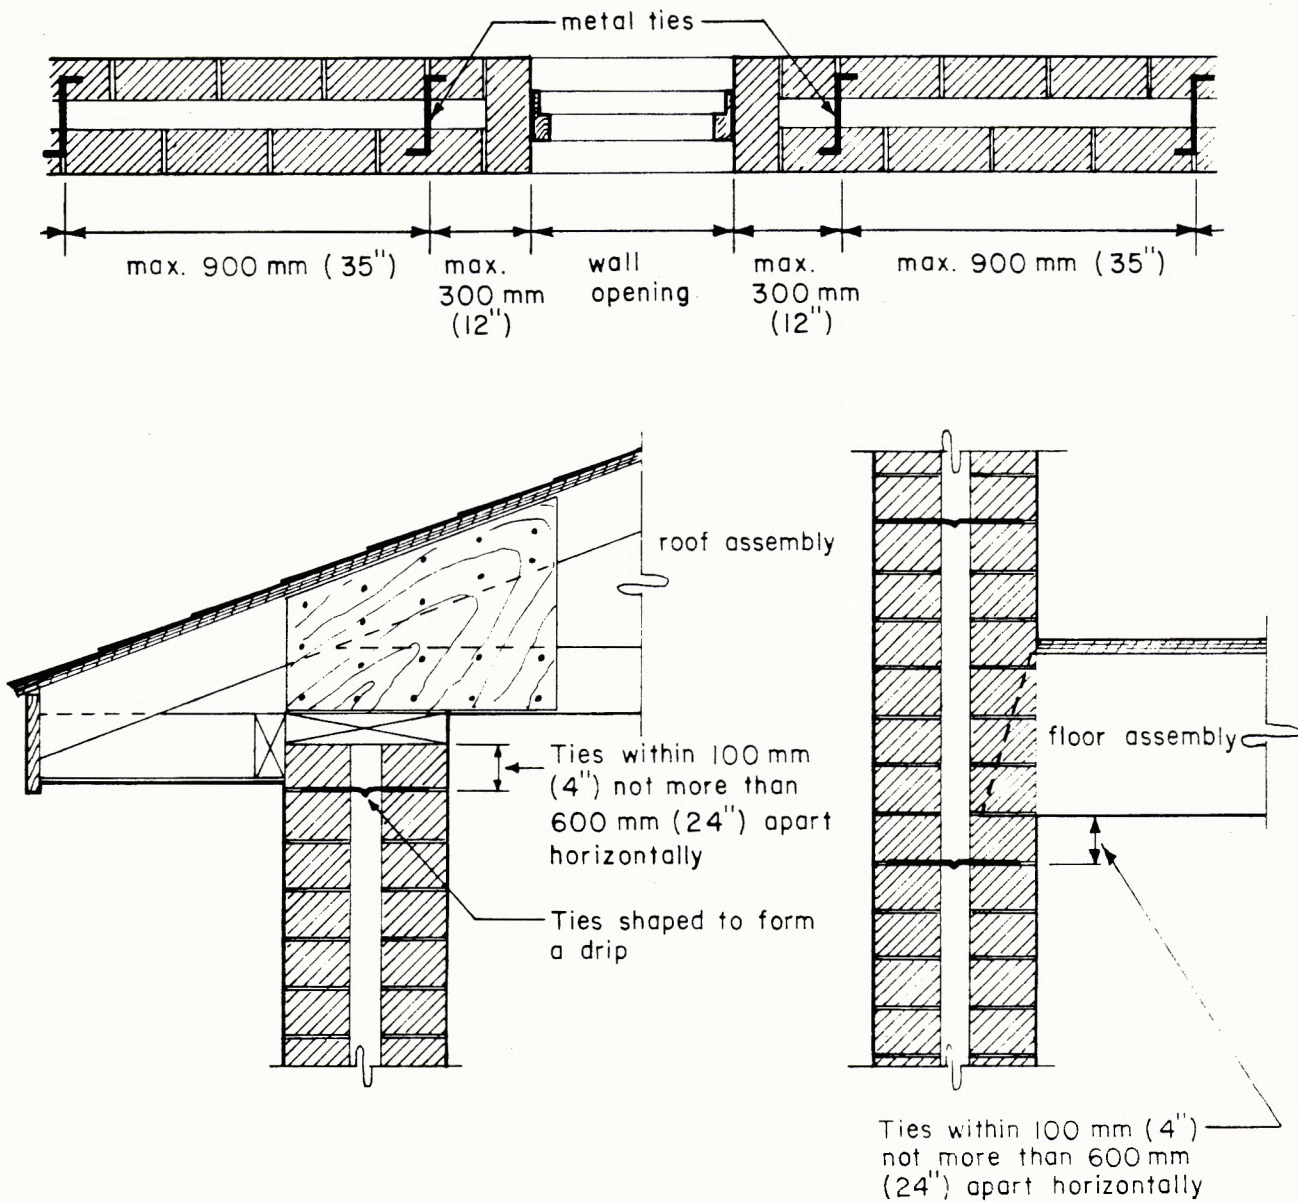 metal ties
max. 900 mm (35")
max.
300 mm
(12")
wall
opening
max.
300 mm
(12")
max. 900 mm (35")
roof assembly
Ties within 100 mm
(4") not more than
600 mm (24") apart
horizontally
Ties shaped to form
a drip
floor assembly
Ties within 100 mm (4")
not more than 600 mm
(24") apart horizontally